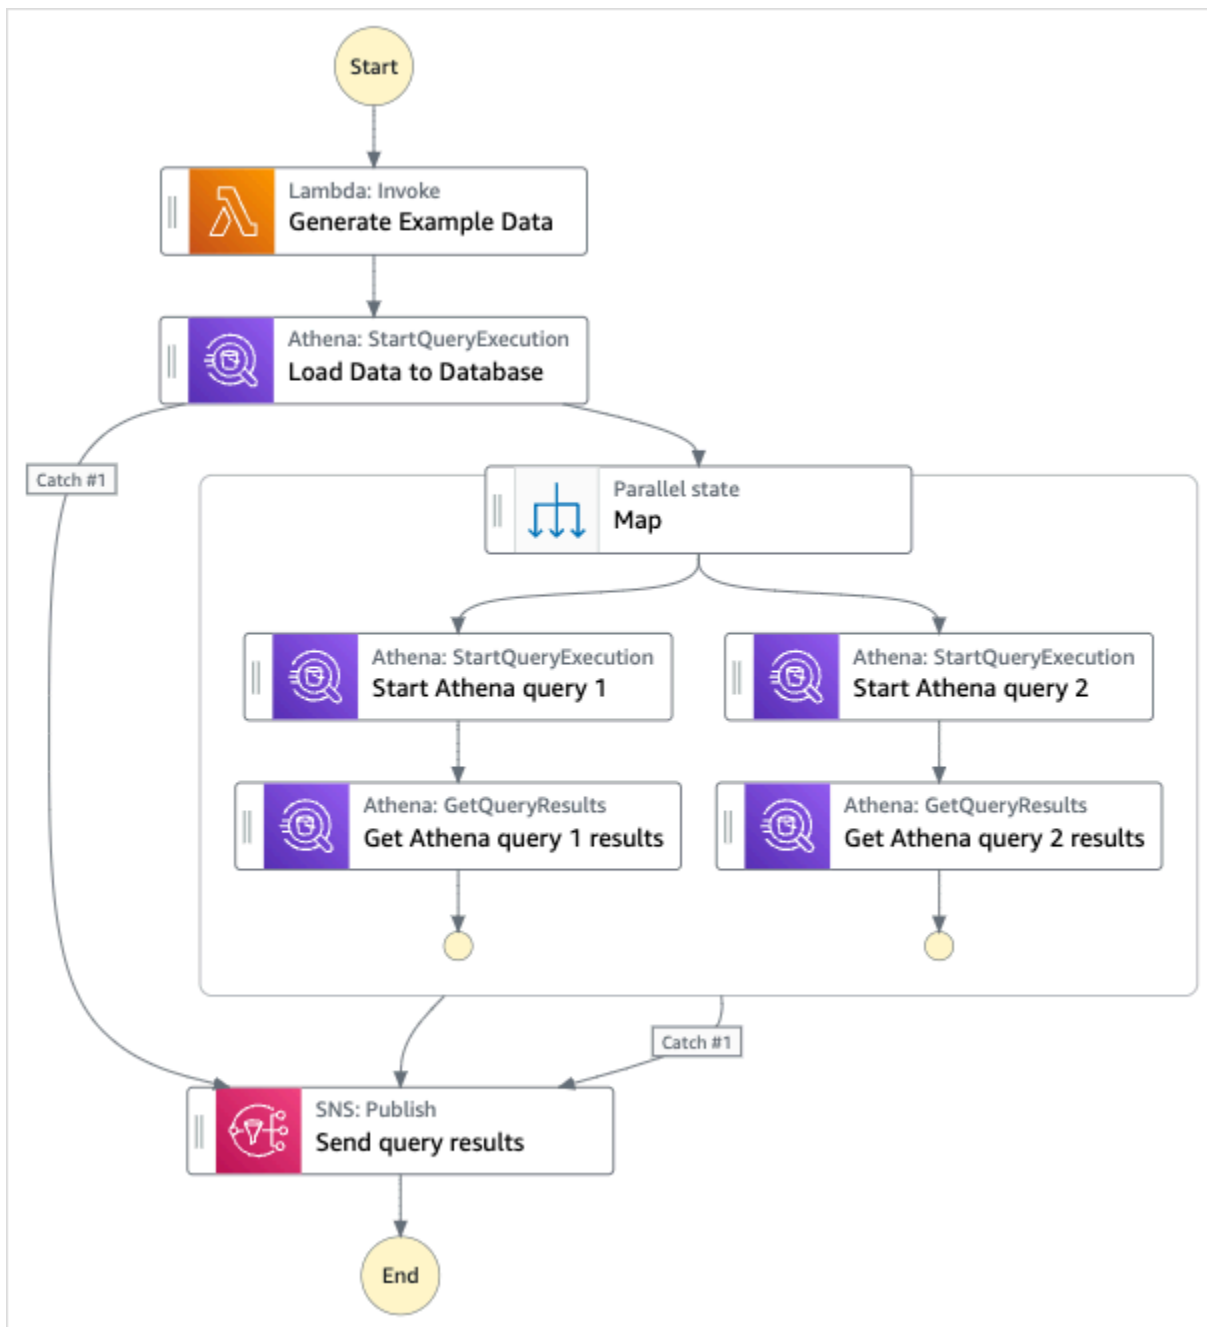 Start
Lambda: Invoke
Generate Example Data
Athena: StartQueryExecution
Load Data to Database
Catch #1
Parallel state
Map
Athena: StartQueryExecution
Start Athena query 1
Athena: StartQueryExecution
Start Athena query 2
Athena: GetQueryResults
Get Athena query 1 results
Athena: GetQueryResults
Get Athena query 2 results
Catch #1
SNS: Publish
Send query results
End